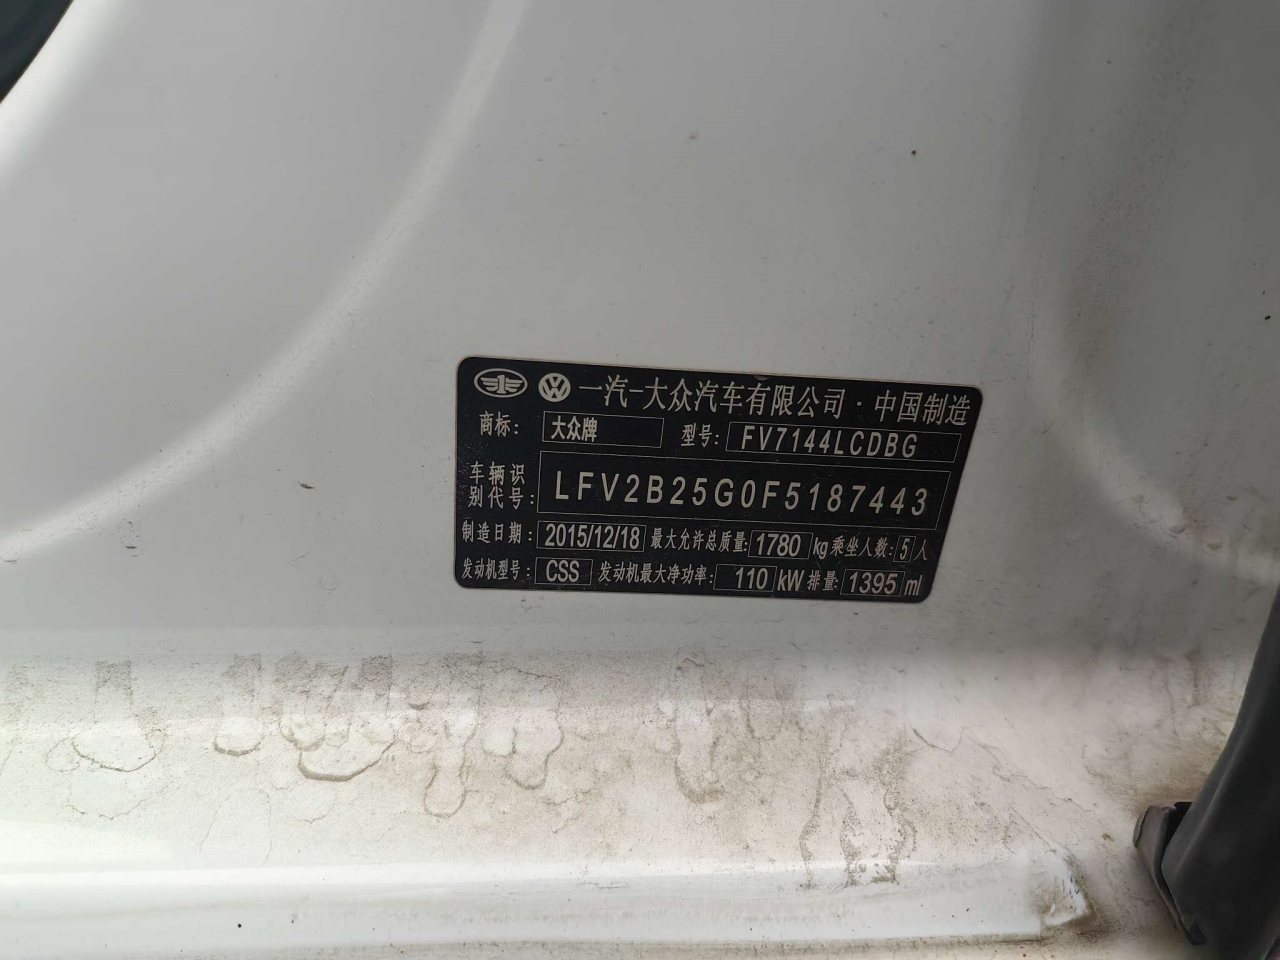 一汽-大众汽车有限公司·中国制造
商标: 大众牌 型号: FV7144LCDBG
车辆识别代号: LFV2B25G0F5187443
制造日期: 2015/12/18 最大允许总质量: 1780 kg 乘坐人数: 5 人
发动机型号: CSS 发动机最大净功率: 110 kW 排量: 1395 ml